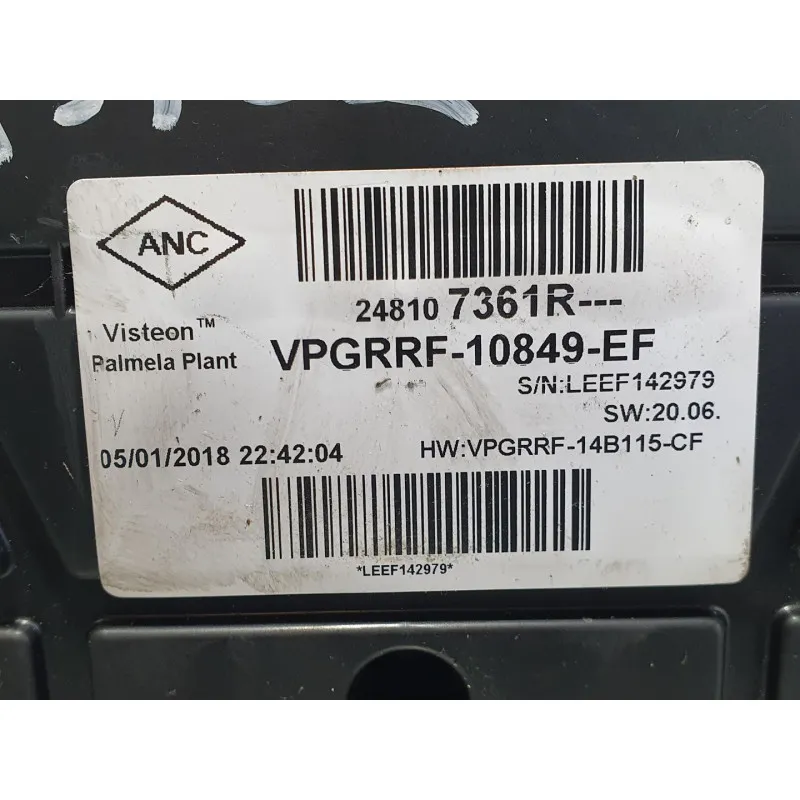 ANC
24810 7361R---
Visteon™
Palmela Plant
VPGRRF-10849-EF
S/N:LEEF142979
SW:20.06.
05/01/2018 22:42:04
HW:VPGRRF-14B115-CF
*LEEF142979*